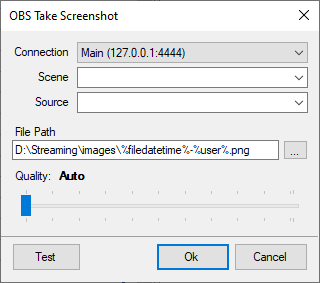 OBS Take Screenshot
Connection Main (127.0.0.1:4444)
Scene
Source
File Path
D:\Streaming\images\%filedatetime%-%user%.png ...
Quality: Auto
Test Ok Cancel